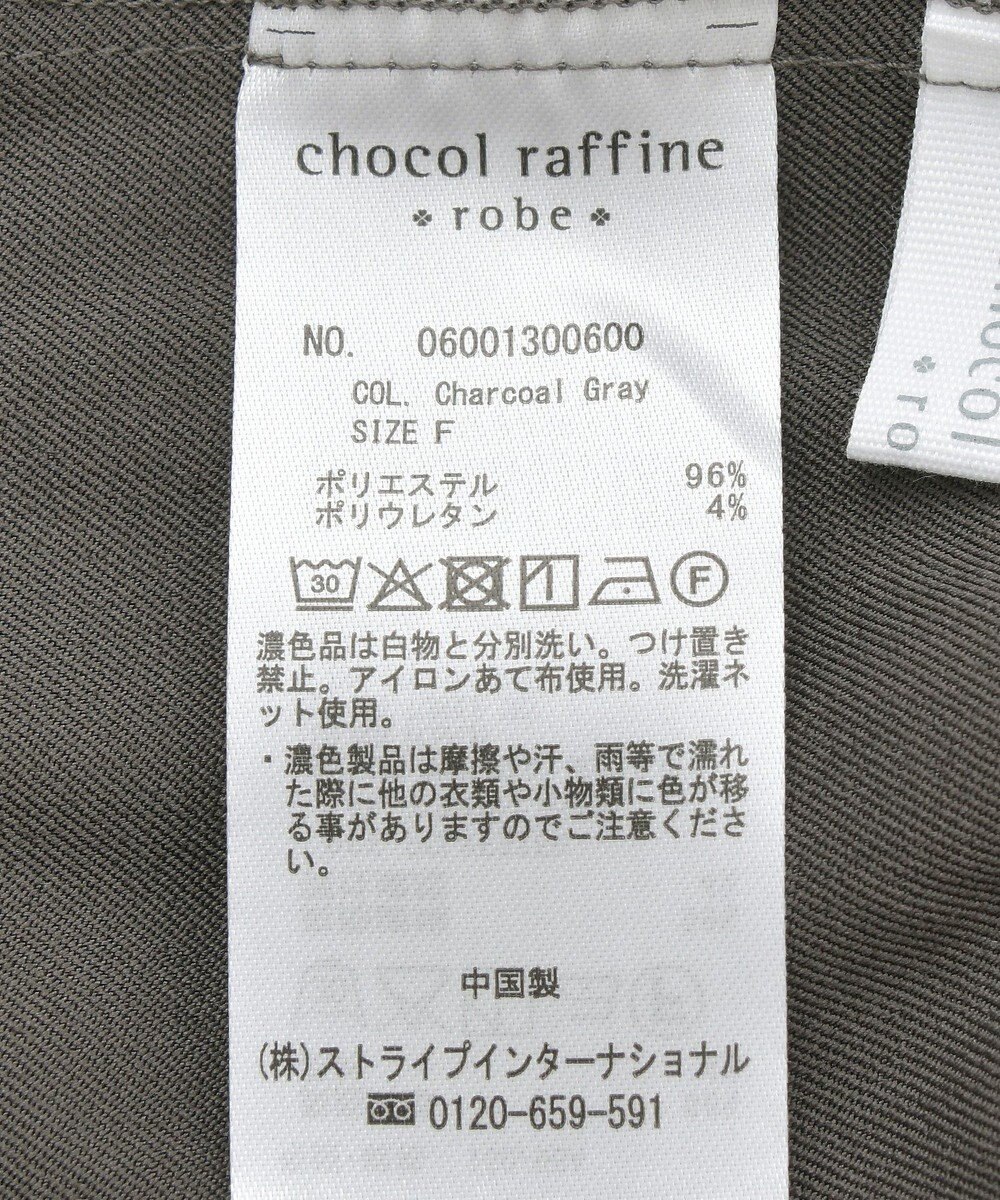 chocol raffine
robe
NO. 06001300600
COL. Charcoal Gray
SIZE F
ポリエステル 96%
ポリウレタン 4%
30 F
濃色品は白物と分別洗い。つけ置き
禁止。アイロンあて布使用。洗濯ネ
ット使用。
・濃色製品は摩擦や汗、雨等で濡れ
た際に他の衣類や小物類に色が移
る事がありますのでご注意くださ
い。
中国製
(株)ストライプインターナショナル
0120-659-591